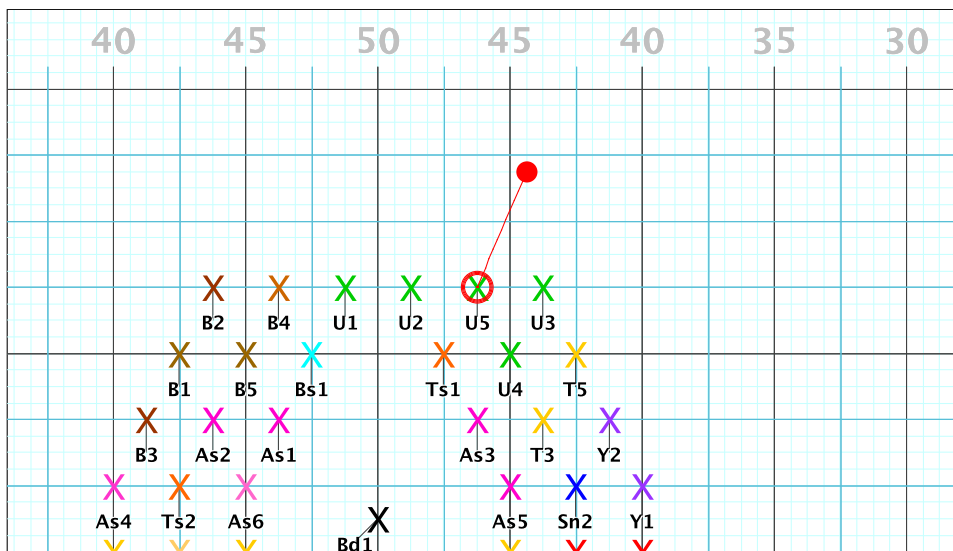 40 45 50 45 40 35 30
B2 B4 U1 U2 U5 U3
B1 B5 Bs1 Ts1 U4 T5
B3 As2 As1 As3 T3 Y2
As4 Ts2 As6 As5 Sn2 Y1
Bd1